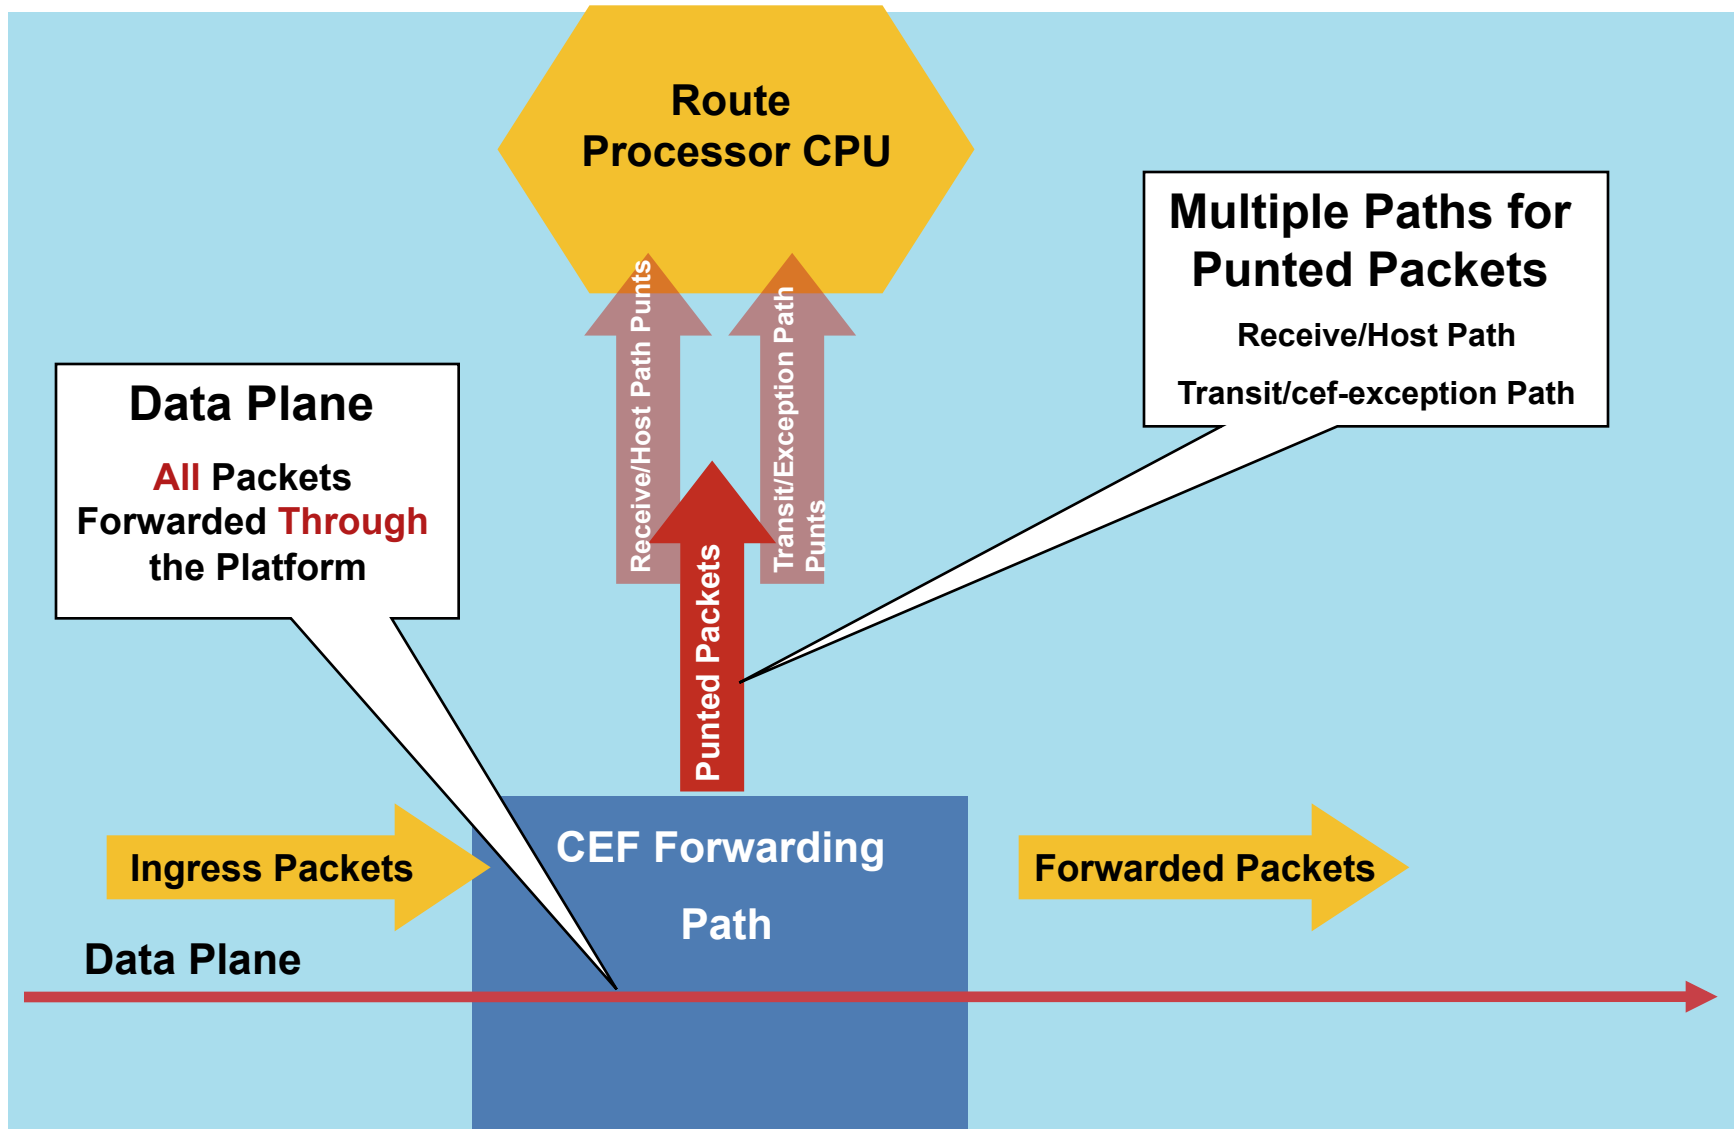 Route
Processor CPU
Multiple Paths for
Punted Packets
Receive/Host Path
Transit/cef-exception Path
Receive/Host Path Punts
Transit/Exception Path
Punts
Data Plane
All Packets
Forwarded Through
the Platform
Punted Packets
CEF Forwarding
Path
Ingress Packets
Forwarded Packets
Data Plane